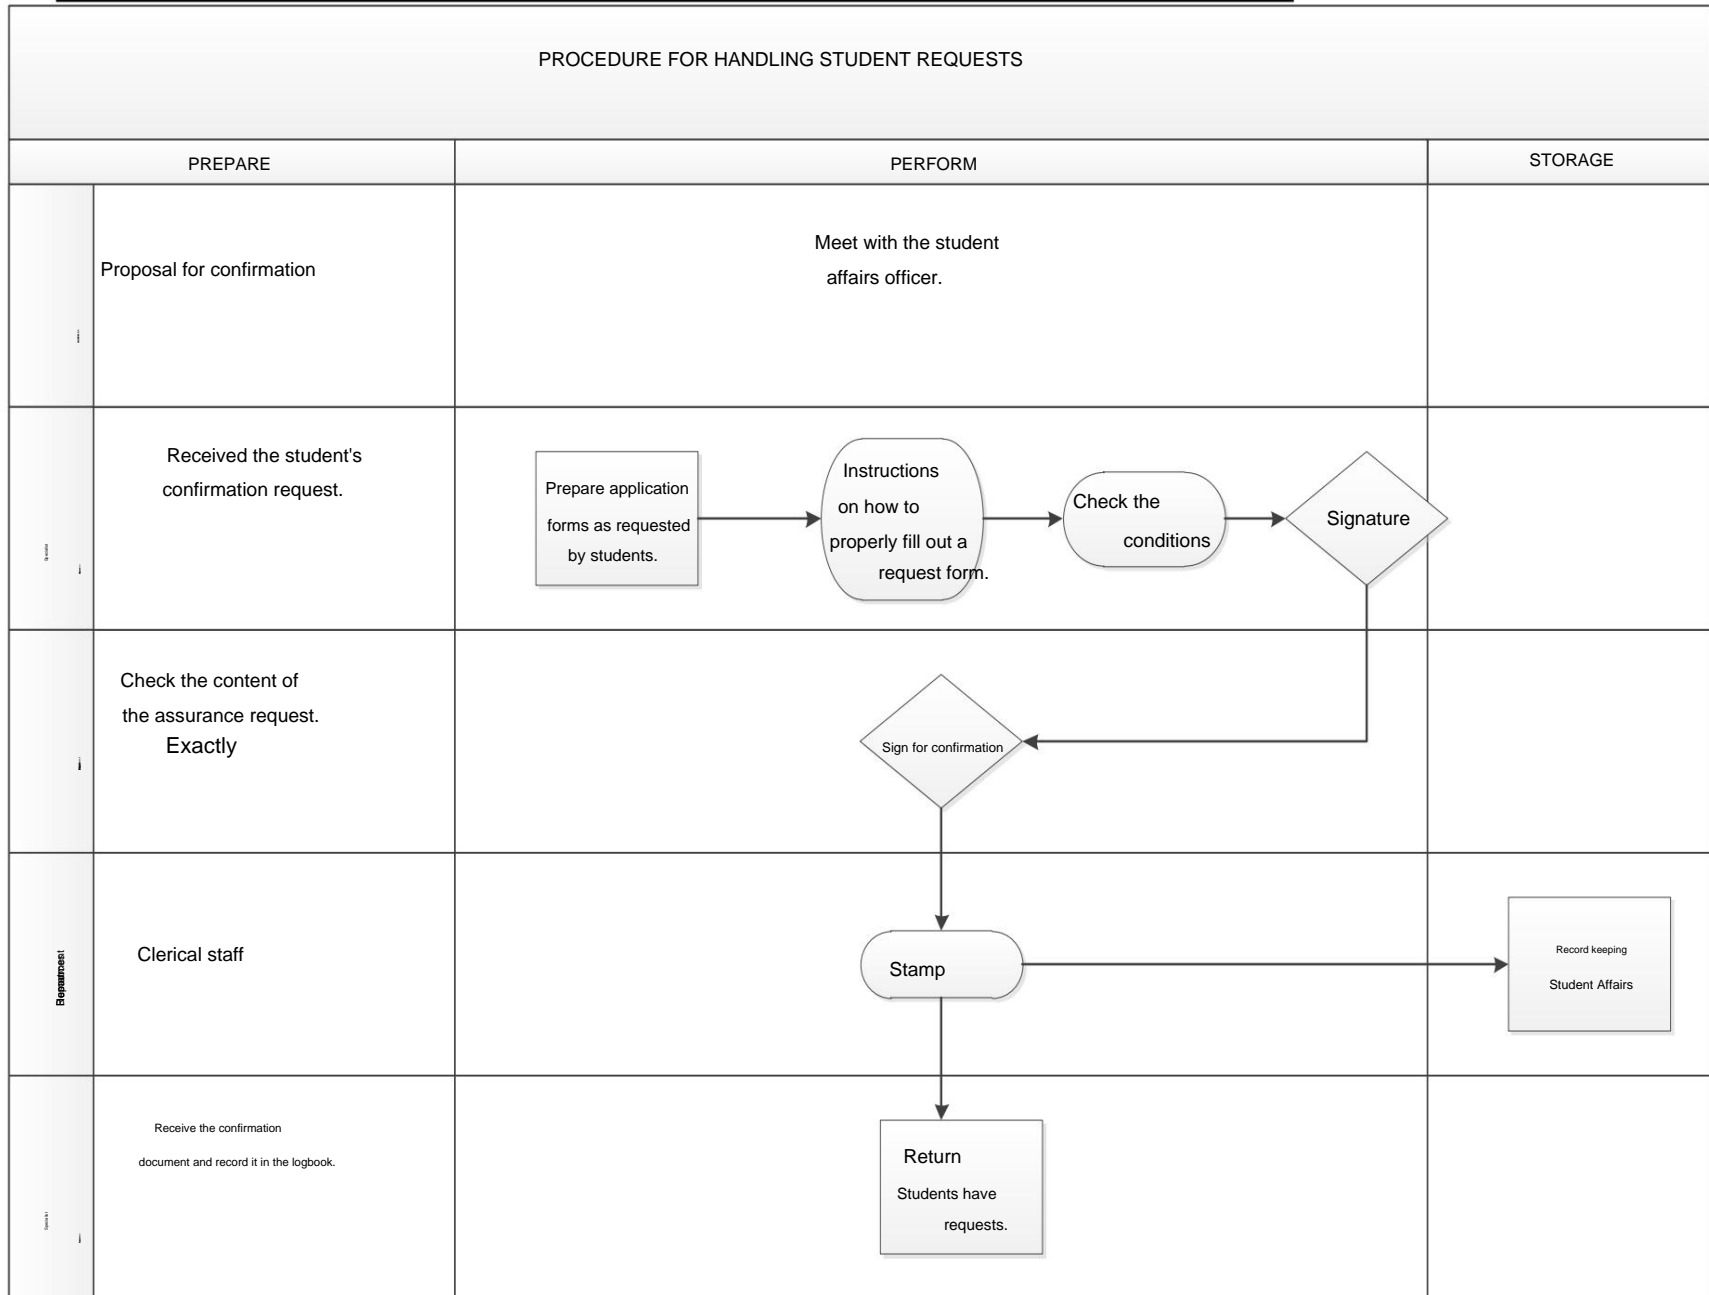 PROCEDURE FOR HANDLING STUDENT REQUESTS
PREPARE
PERFORM
STORAGE
Proposal for confirmation
Meet with the student
affairs officer.
Received the student's
confirmation request.
Prepare application
forms as requested
by students.
Instructions
on how to
properly fill out a
request form.
Check the
conditions
Signature
Check the content of
the assurance request.
Exactly
Sign for confirmation
Clerical staff
Stamp
Record keeping
Student Affairs
Receive the confirmation
document and record it in the logbook.
Return
Students have
requests.